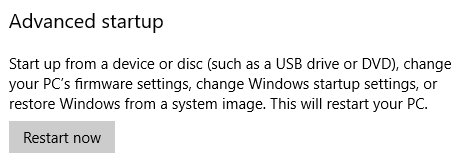 Advanced startup
Start up from a device or disc (such as a USB drive or DVD), change
your PC's firmware settings, change Windows startup settings, or
restore Windows from a system image. This will restart your PC.
Restart now